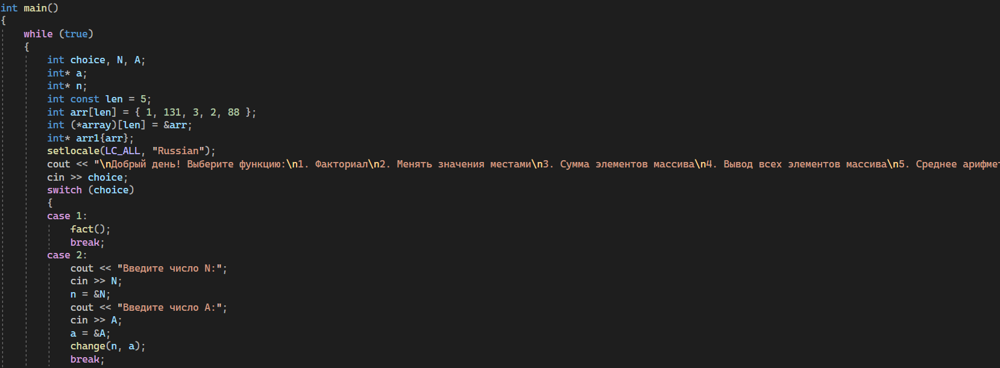 int main()
{
while (true)
{
int choice, N, A;
int* a;
int* n;
int const len = 5;
int arr[len] = { 1, 131, 3, 2, 88 };
int (*array)[len] = &arr;
int* arr1{arr};
setlocale(LC_ALL, "Russian");
cout << "\nДобрый день! Выберите функцию:\n1. Факториал\n2. Менять значения местами\n3. Сумма элементов массива\n4. Вывод всех элементов массива\n5. Среднее
cin >> choice;
switch (choice)
{
case 1:
fact();
break;
case 2:
cout << "Введите число N:";
cin >> N;
n = &N;
cout << "Введите число A:";
cin >> A;
a = &A;
change(n, a);
break;